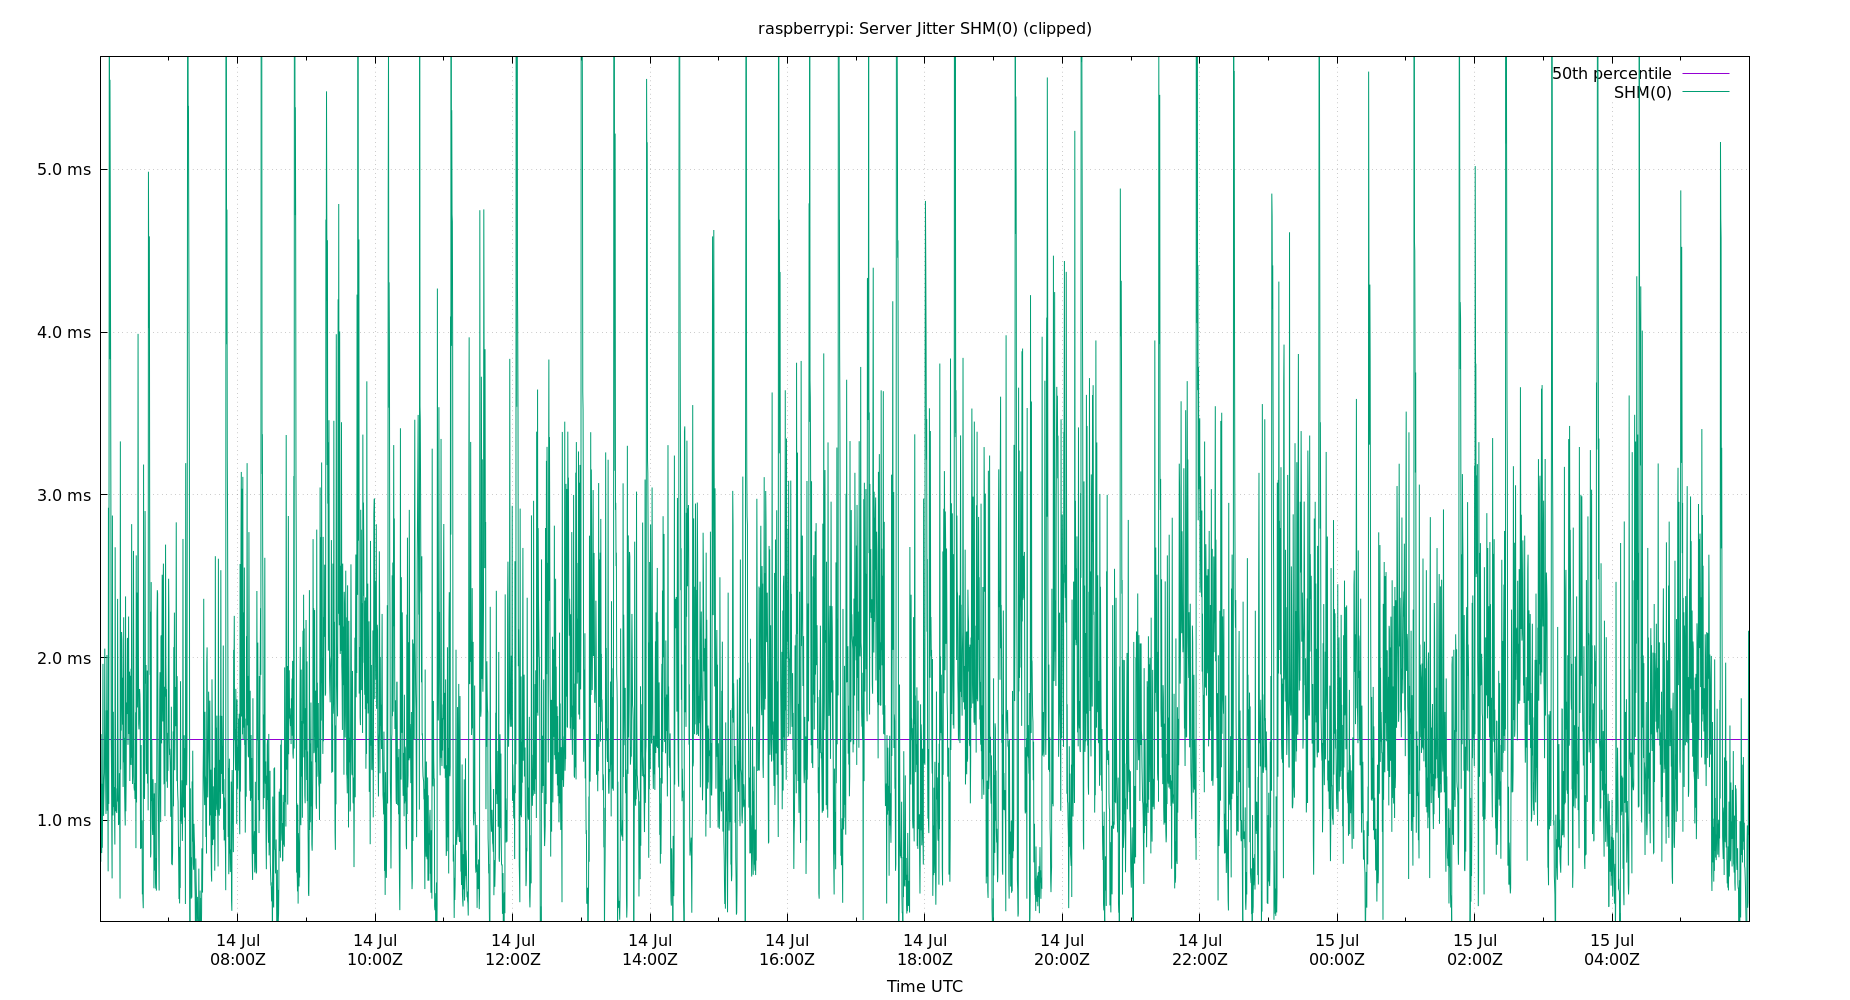 raspberrypi: Server Jitter SHM(0) (clipped)
50th percentile
SHM(0)
5.0 ms
4.0 ms
3.0 ms
2.0 ms
1.0 ms
14 Jul 14 Jul 14 Jul 14 Jul 14 Jul 14 Jul 14 Jul 14 Jul 15 Jul 15 Jul 15 Jul
08:00Z 10:00Z 12:00Z 14:00Z 16:00Z 18:00Z 20:00Z 22:00Z 00:00Z 02:00Z 04:00Z
Time UTC